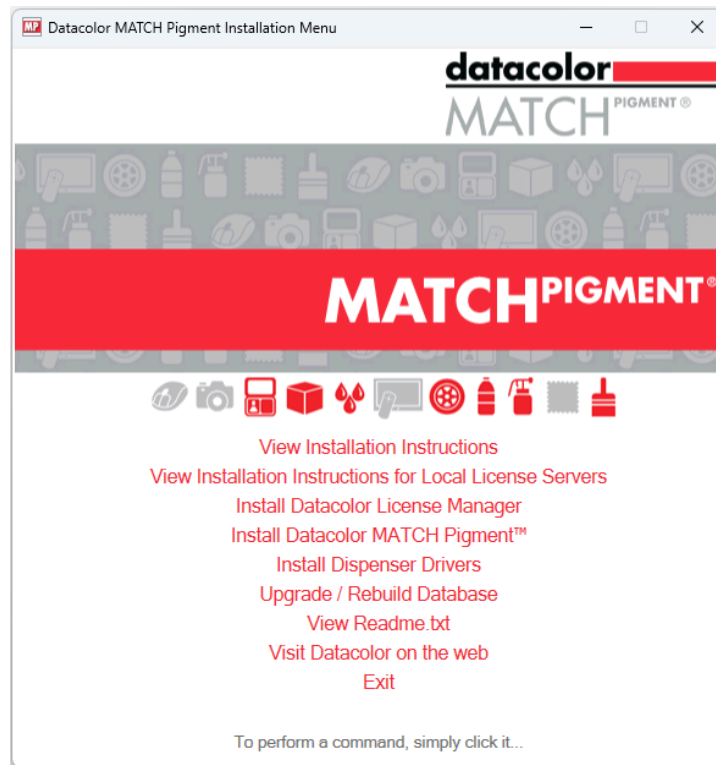 MP Datacolor MATCH Pigment Installation Menu
datacolor
MATCH PIGMENT ®
MATCHPIGMENT®
View Installation Instructions
View Installation Instructions for Local License Servers
Install Datacolor License Manager
Install Datacolor MATCH Pigment™
Install Dispenser Drivers
Upgrade / Rebuild Database
View Readme.txt
Visit Datacolor on the web
Exit
To perform a command, simply click it...